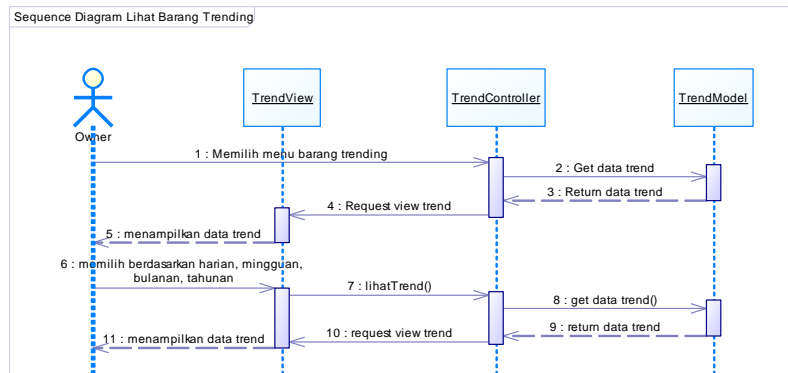 Sequence Diagram Lihat Barang Trending
TrendView
TrendController
TrendModel
Owner
1 : Memilih menu barang trending
2 : Get data trend
3 : Return data trend
4 : Request view trend
5 : menampilkan data trend
6 : memilih berdasarkan harian, mingguan,
bulanan, tahunan
7 : lihatTrend()
8 : get data trend()
9 : return data trend
10 : request view trend
11 : menampilkan data trend